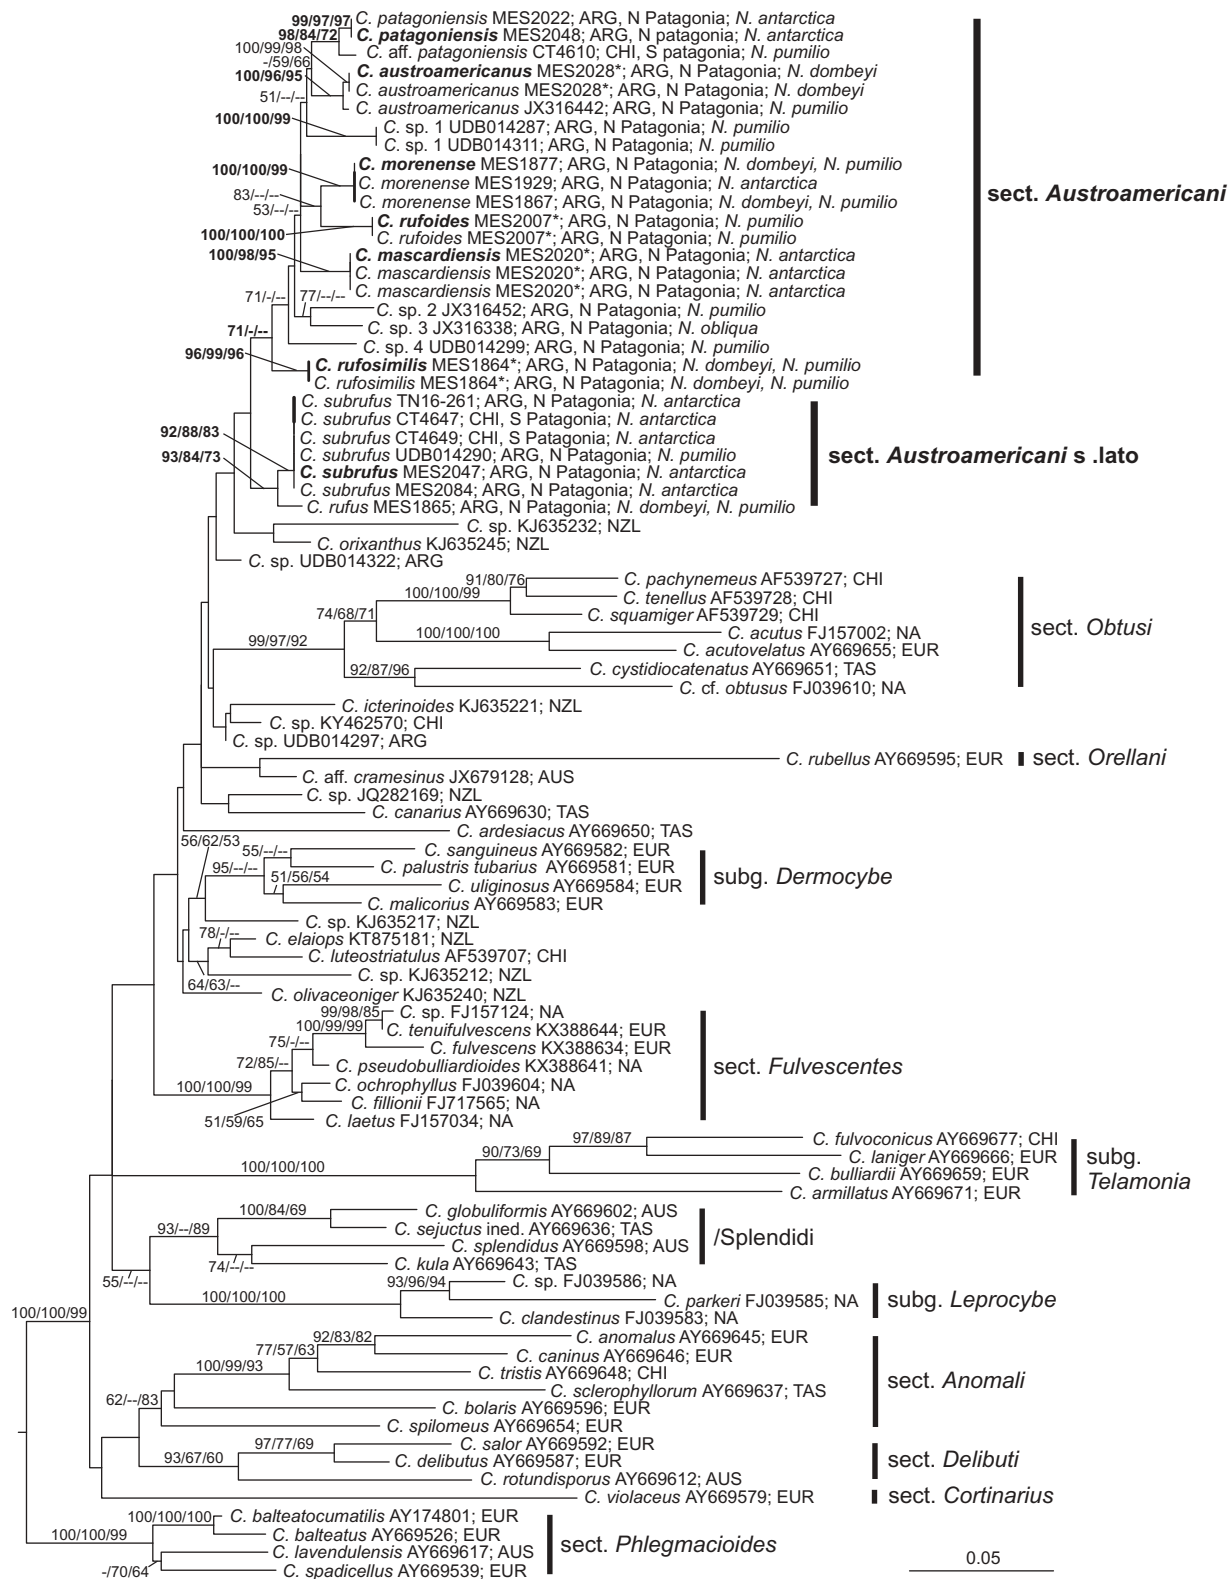 99/97/97 C. patagoniensis MES2022; ARG, N Patagonia; N. antarctica
98/84/72 C. patagoniensis MES2048; ARG, N patagonia; N. antarctica
100/99/98 C. aff. patagoniensis CT4610; CHI, S patagonia; N. pumilio
-/59/66
C. austroamericanus MES2028*; ARG, N Patagonia; N. dombeyi
100/96/95
C. austroamericanus MES2028*; ARG, N Patagonia; N. dombeyi
51/--/--
C. austroamericanus JX316442; ARG, N Patagonia; N. pumilio
100/100/99
C. sp. 1 UDB014287; ARG, N Patagonia; N. pumilio
C. sp. 1 UDB014311; ARG, N Patagonia; N. pumilio
C. morenense MES1877; ARG, N Patagonia; N. dombeyi, N. pumilio
100/100/99
C. morenense MES1929; ARG, N Patagonia; N. antarctica
sect. Austroamericani
83/--/--
C. morenense MES1867; ARG, N Patagonia; N. dombeyi, N. pumilio
53/--/--
C. rufoides MES2007*; ARG, N Patagonia; N. pumilio
100/100/100
C. rufoides MES2007*; ARG, N Patagonia; N. pumilio
100/98/95
C. mascardiensis MES2020*; ARG, N Patagonia; N. antarctica
C. mascardiensis MES2020*; ARG, N Patagonia; N. antarctica
C. mascardiensis MES2020*; ARG, N Patagonia; N. antarctica
71/-/-- 77/--/--
C. sp. 2 JX316452; ARG, N Patagonia; N. pumilio
C. sp. 3 JX316338; ARG, N Patagonia; N. obliqua
71/-/--
C. sp. 4 UDB014299; ARG, N Patagonia; N. pumilio
96/99/96
C. rufosimilis MES1864*; ARG, N Patagonia; N. dombeyi, N. pumilio
C. rufosimilis MES1864*; ARG, N Patagonia; N. dombeyi, N. pumilio
C. subrufus TN16-261; ARG, N Patagonia; N. antarctica
C. subrufus CT4647; CHI, S Patagonia; N. antarctica
92/88/83
C. subrufus CT4649; CHI, S Patagonia; N. antarctica
93/84/73
C. subrufus UDB014290; ARG, N Patagonia; N. pumilio
sect. Austroamericani s .lato
C. subrufus MES2047; ARG, N Patagonia; N. antarctica
C. subrufus MES2084; ARG, N Patagonia; N. antarctica
C. rufus MES1865; ARG, N Patagonia; N. dombeyi, N. pumilio
C. sp. KJ635232; NZL
C. orixanthus KJ635245; NZL
C. sp. UDB014322; ARG
91/80/76 C. pachynemeus AF539727; CHI
100/100/99 C. tenellus AF539728; CHI
74/68/71 C. squamiger AF539729; CHI
sect. Obtusi
100/100/100 C. acutus FJ157002; NA
99/97/92 C. acutovelatus AY669655; EUR
92/87/96 C. cystidiocatenatus AY669651; TAS
C. cf. obtusus FJ039610; NA
C. icterinoides KJ635221; NZL
C. sp. KY462570; CHI
C. sp. UDB014297; ARG
C. rubellus AY669595; EUR sect. Orellani
C. aff. cramesinus JX679128; AUS
C. sp. JQ282169; NZL
C. canarius AY669630; TAS
C. ardesiacus AY669650; TAS
56/62/53
55/--/-- C. sanguineus AY669582; EUR
95/--/-- C. palustris tubarius AY669581; EUR
subg. Dermocybe
51/56/54 C. uliginosus AY669584; EUR
C. malicorius AY669583; EUR
C. sp. KJ635217; NZL
78/-/-- C. elaiops KT875181; NZL
C. luteostriatulus AF539707; CHI
C. sp. KJ635212; NZL
64/63/--
C. olivaceoniger KJ635240; NZL
99/98/85 C. sp. FJ157124; NA
100/99/99 C. tenuifulvescens KX388644; EUR
75/-/-- C. fulvescens KX388634; EUR
72/85/-- C. pseudobulliardioides KX388641; NA
sect. Fulvescentes
100/100/99 C. ochrophyllus FJ039604; NA
C. fillionii FJ717565; NA
51/59/65 C. laetus FJ157034; NA
97/89/87 C. fulvoconicus AY669677; CHI
90/73/69 C. laniger AY669666; EUR
100/100/100 C. bulliardii AY669659; EUR
subg.
Telamonia
C. armillatus AY669671; EUR
100/84/69 C. globuliformis AY669602; AUS
93/--/89 C. sejuctus ined. AY669636; TAS
/Splendidi
C. splendidus AY669598; AUS
74/--/-- C. kula AY669643; TAS
55/--/--
93/96/94 C. sp. FJ039586; NA
100/100/100 C. parkeri FJ039585; NA
subg. Leprocybe
C. clandestinus FJ039583; NA
100/100/99
92/83/82 C. anomalus AY669645; EUR
77/57/63 C. caninus AY669646; EUR
100/99/93 C. tristis AY669648; CHI
sect. Anomali
C. sclerophyllorum AY669637; TAS
62/--/83 C. bolaris AY669596; EUR
C. spilomeus AY669654; EUR
97/77/69 C. salor AY669592; EUR
93/67/60 C. delibutus AY669587; EUR
sect. Delibuti
C. rotundisporus AY669612; AUS
C. violaceus AY669579; EUR sect. Cortinarius
100/100/100 C. balteatocumatilis AY174801; EUR
100/100/99 C. balteatus AY669526; EUR
sect. Phlegmacioides
C. lavendulensis AY669617; AUS
-/70/64 C. spadicellus AY669539; EUR
0.05